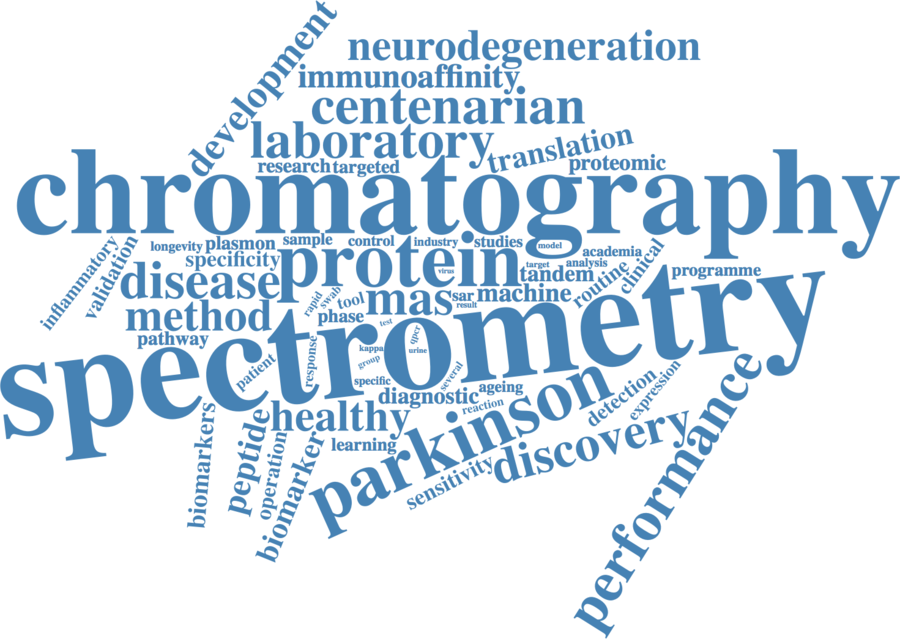 development
neurodegeneration
immunoaffinity
centenarian
laboratory
translation
research
targeted
proteomic
chromatography
inflammatory
validation
longevity
plasmon
sample
control
industry
studies
model
academia
clinical
specificity
protein
virus
target
analysis
tandem
routine
programme
disease
rapid
swab
tool
mas
sar
result
machine
method
phase
test
qpcr
pathway
spectrometry
patient
response
kappa
group
urine
specific
several
diagnostic
ageing
reaction
detection
expression
healthy
parkinson
performance
biomarkers
peptide
operation
biomarker
learning
sensitivity
discovery